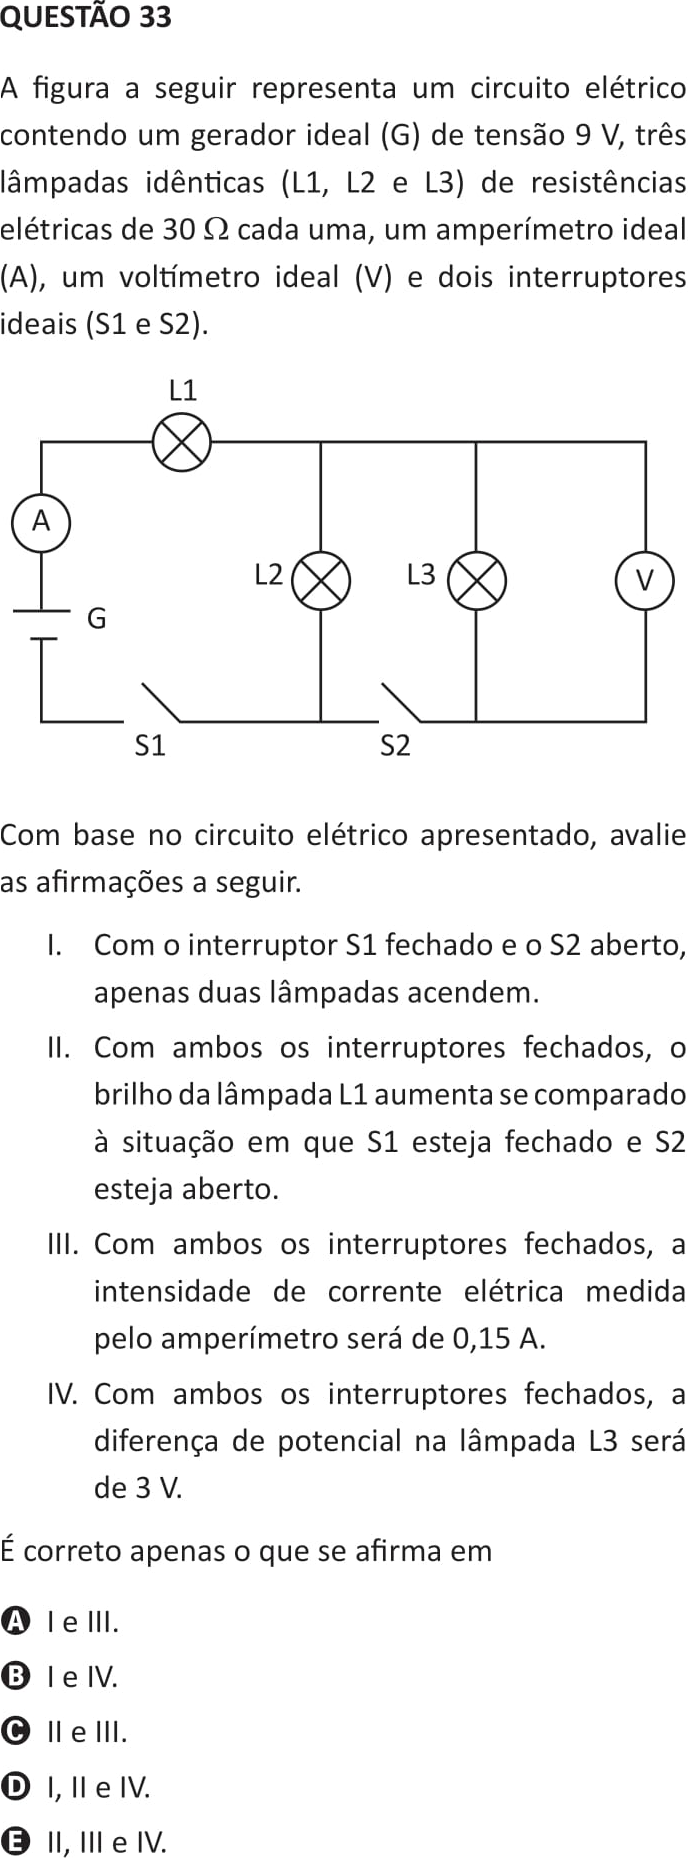 QUESTÃO 33
A figura a seguir representa um circuito elétrico
contendo um gerador ideal (G) de tensão 9 V, três
lâmpadas idênticas (L1, L2 e L3) de resistências
elétricas de 30 Ω cada uma, um amperímetro ideal
(A), um voltímetro ideal (V) e dois interruptores
ideais (S1 e S2).
L1
A
L2
L3
V
G
S1
S2
Com base no circuito elétrico apresentado, avalie
as afirmações a seguir.
I. Com o interruptor S1 fechado e o S2 aberto,
apenas duas lâmpadas acendem.
II. Com ambos os interruptores fechados, o
brilho da lâmpada L1 aumenta se comparado
à situação em que S1 esteja fechado e S2
esteja aberto.
III. Com ambos os interruptores fechados, a
intensidade de corrente elétrica medida
pelo amperímetro será de 0,15 A.
IV. Com ambos os interruptores fechados, a
diferença de potencial na lâmpada L3 será
de 3 V.
É correto apenas o que se afirma em
A I e III.
B I e IV.
C II e III.
D I, II e IV.
E II, III e IV.